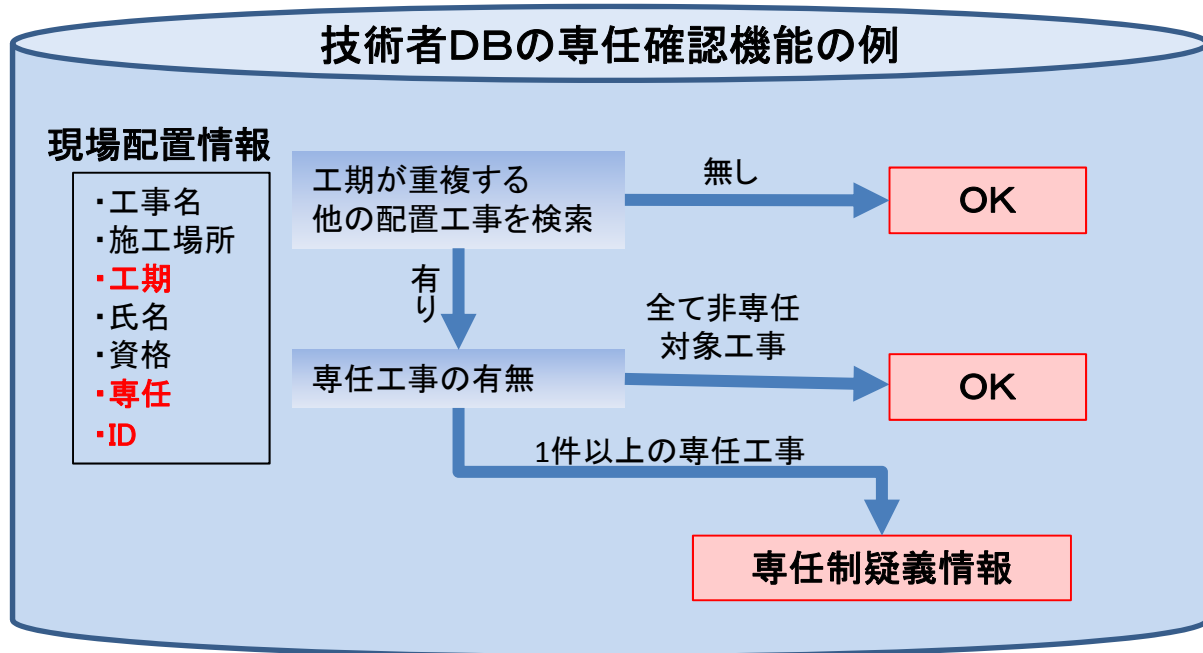 技術者DBの専任確認機能の例
現場配置情報
・工事名
・施工場所
・工期
・氏名
・資格
・専任
・ID
工期が重複する
他の配置工事を検索
無し
OK
有り
専任工事の有無
全て非専任
対象工事
OK
1件以上の専任工事
専任制疑義情報